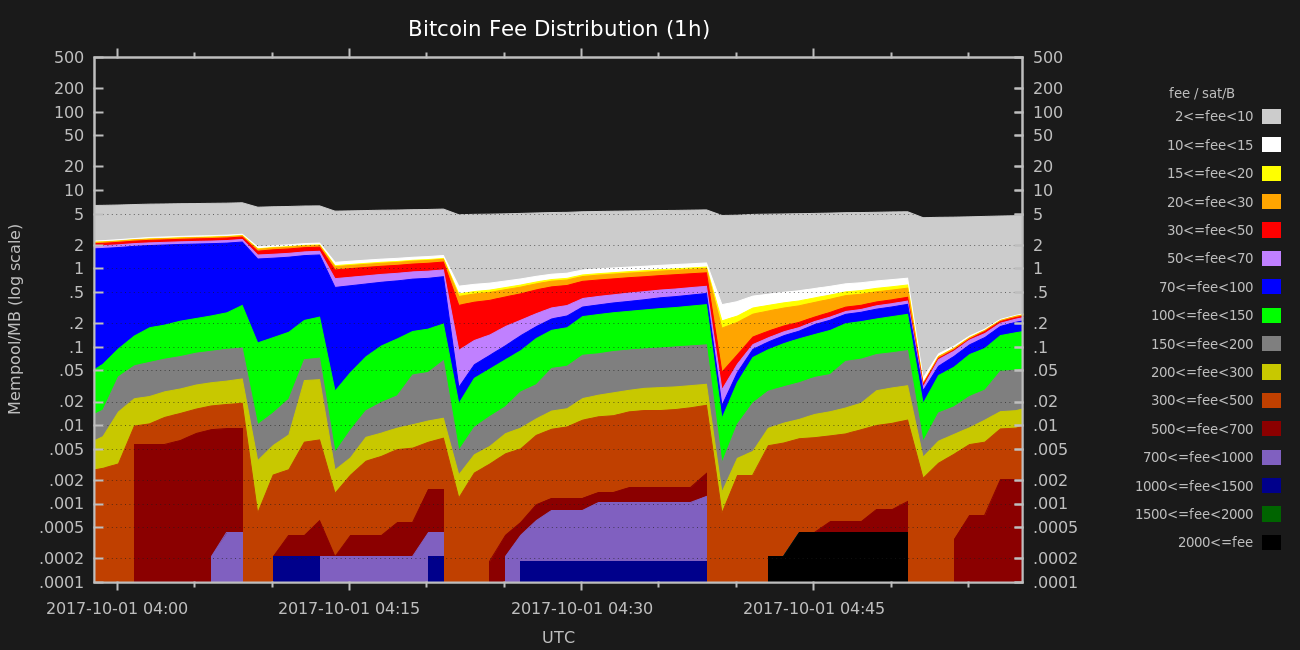 Bitcoin Fee Distribution (1h)
500
200
100
50
20
10
5
2
1
.5
.2
.1
.05
.02
.01
.005
.002
.001
.0005
.0002
.0001
Mempool/MB (log scale)
500
200
100
50
20
10
5
2
1
.5
.2
.1
.05
.02
.01
.005
.002
.001
.0005
.0002
.0001
2017-10-01 04:00
2017-10-01 04:15
2017-10-01 04:30
2017-10-01 04:45
UTC
fee / sat/B
2<=fee<10
10<=fee<15
15<=fee<20
20<=fee<30
30<=fee<50
50<=fee<70
70<=fee<100
100<=fee<150
150<=fee<200
200<=fee<300
300<=fee<500
500<=fee<700
700<=fee<1000
1000<=fee<1500
1500<=fee<2000
2000<=fee